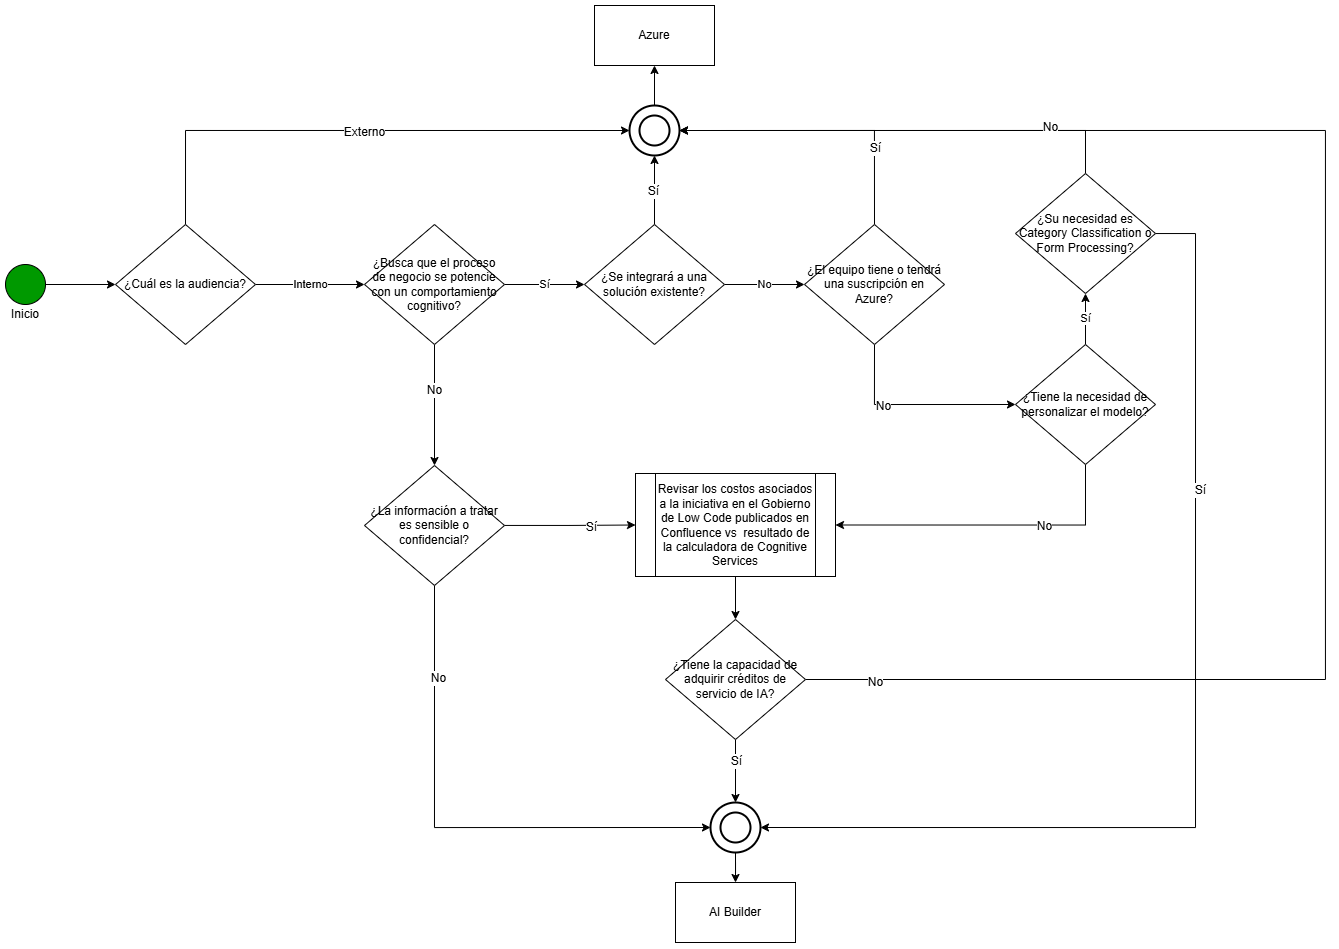 Azure
Externo
No
Sí
Sí
¿Su necesidad es
Category Classification o
Form Processing?
¿Cuál es la audiencia?
Interno
¿Busca que el proceso
de negocio se potencie
con un comportamiento
cognitivo?
Sí
¿Se integrará a una
solución existente?
No
¿El equipo tiene o tendrá
una suscripción en
Azure?
Inicio
Sí
No
No
¿Tiene la necesidad de
personalizar el modelo?
¿La información a tratar
es sensible o
confidencial?
Sí
Revisar los costos asociados
a la iniciativa en el Gobierno
de Low Code publicados en
Confluence vs  resultado de
la calculadora de Cognitive
Services
No
Sí
No
¿Tiene la capacidad de
adquirir créditos de
servicio de IA?
No
Sí
AI Builder